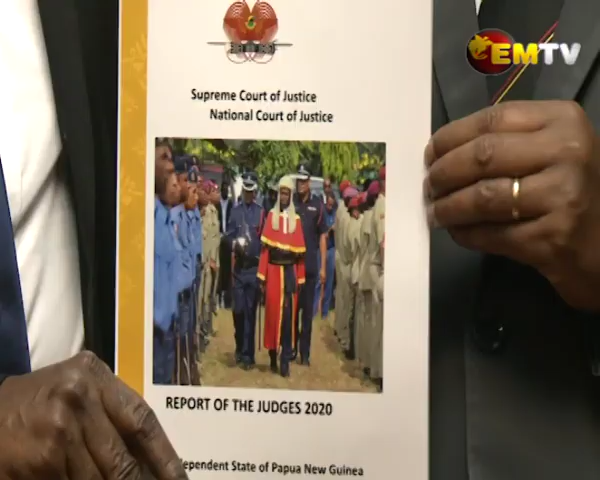 EMTV
Supreme Court of Justice
National Court of Justice
REPORT OF THE JUDGES 2020
dependent State of Papua New Guinea